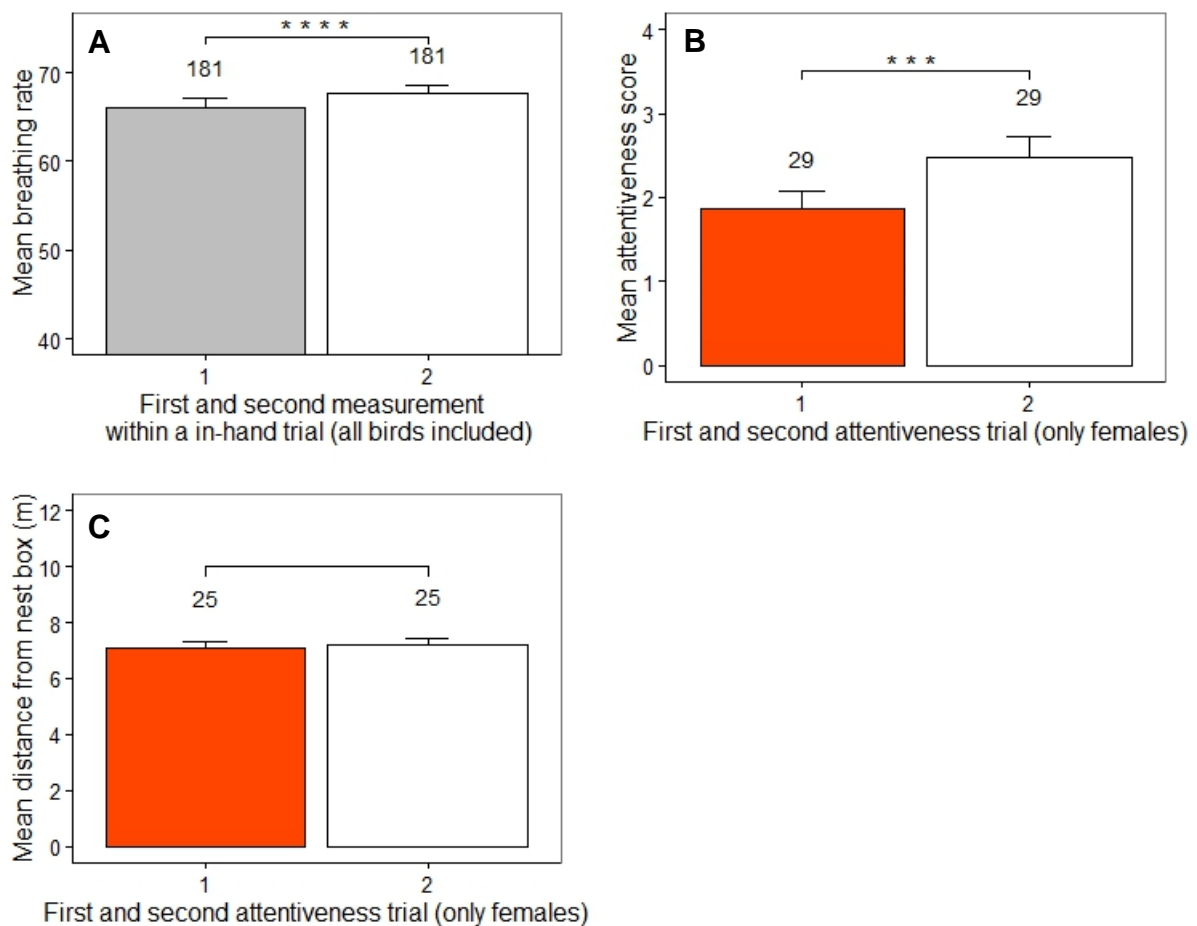 A
* * * *
181
181
Mean breathing rate
70
60
50
40
1
2
First and second measurement
within a in-hand trial (all birds included)
B
* * *
29
29
Mean attentiveness score
4
3
2
1
0
1
2
First and second attentiveness trial (only females)
C
25
25
Mean distance from nest box (m)
12
10
8
6
4
2
0
1
2
First and second attentiveness trial (only females)